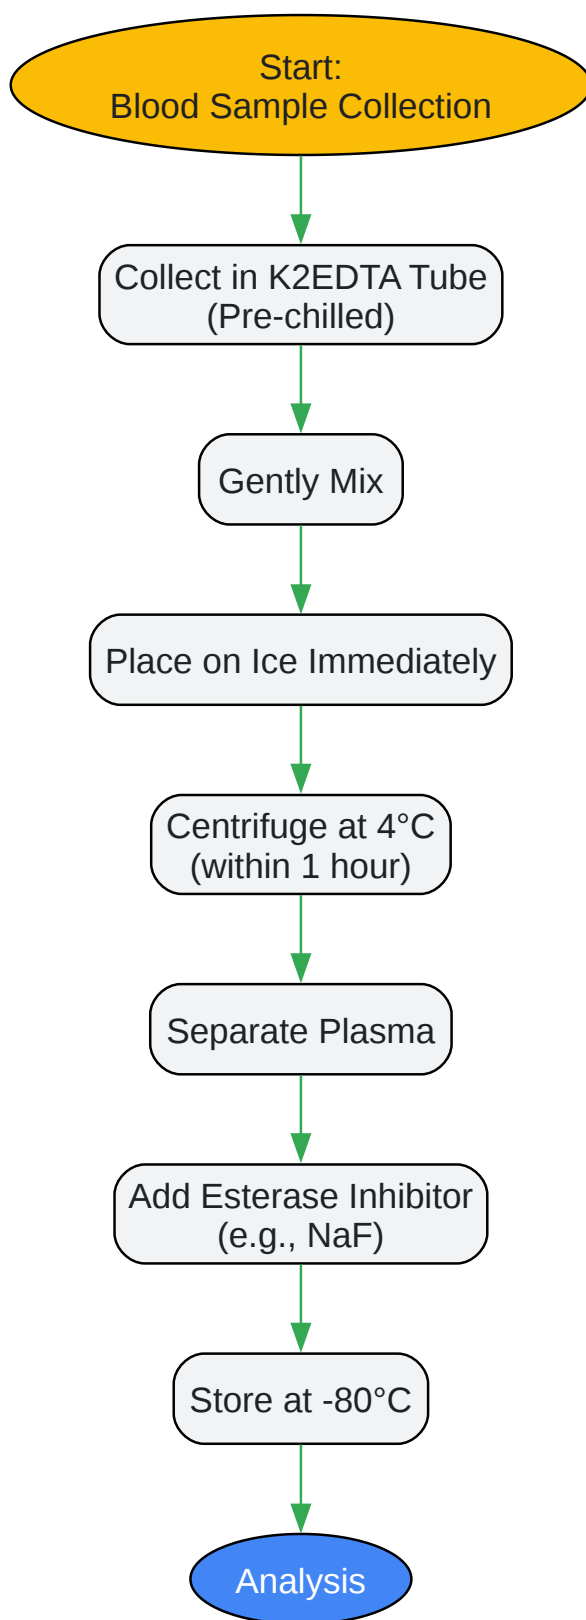 Start:
Blood Sample Collection
Collect in K2EDTA Tube
(Pre-chilled)
Gently Mix
Place on Ice Immediately
Centrifuge at 4°C
(within 1 hour)
Separate Plasma
Add Esterase Inhibitor
(e.g., NaF)
Store at -80°C
Analysis